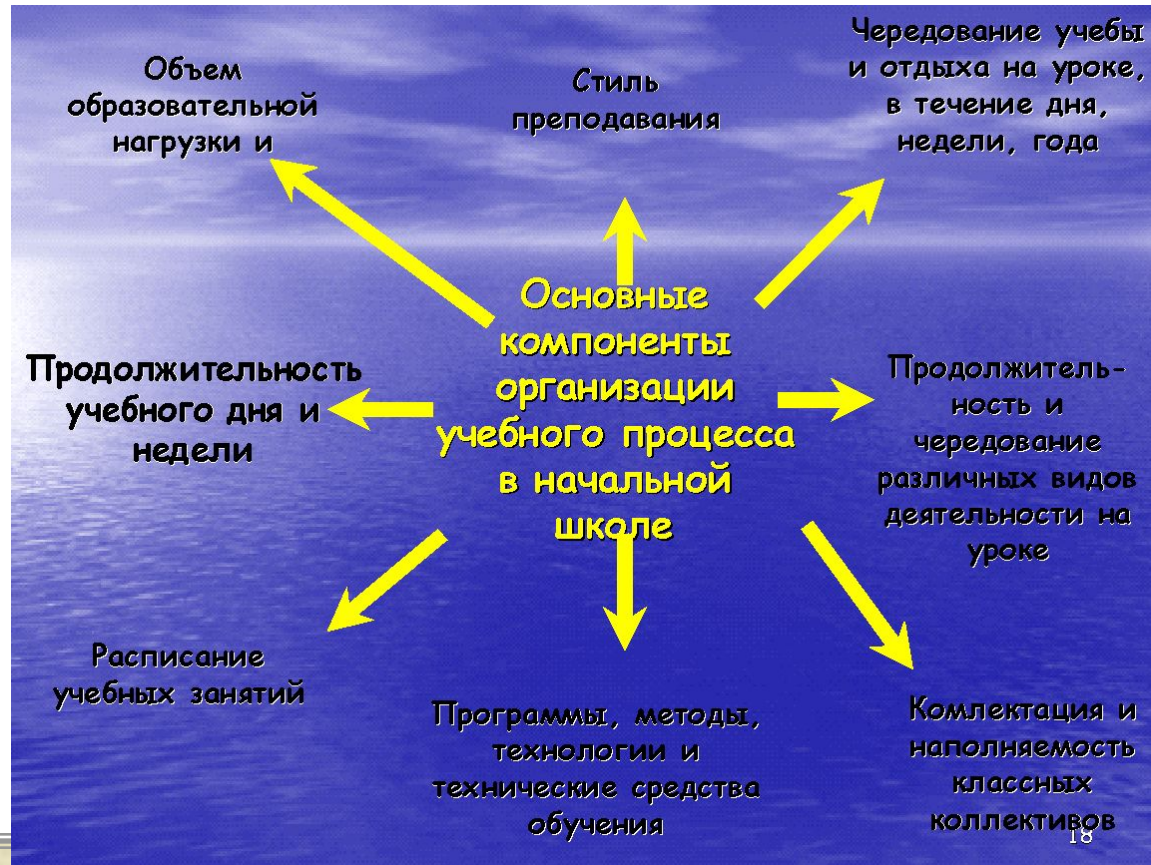 Объем
образовательной
нагрузки и
Стиль
преподавания
Чередование учебы
и отдыха на уроке,
в течение дня,
недели, года
Основные
компоненты
организации
учебного процесса
в начальной
школе
Продолжительность
учебного дня и
недели
Продолжитель-
ность и
чередование
различных видов
деятельности на
уроке
Расписание
учебных занятий
Программы, методы,
технологии и
технические средства
обучения
Комлектация и
наполняемость
классных
коллективов
18